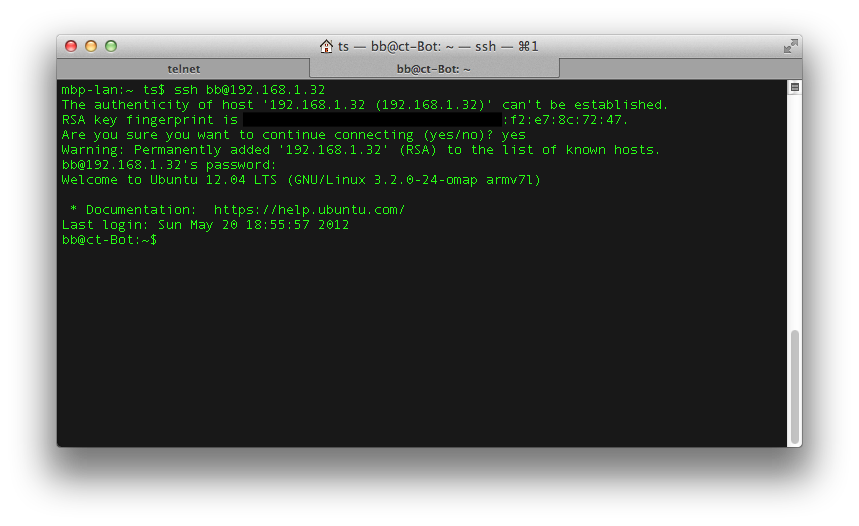 ts — bb@ct-Bot: ~ — ssh — ⌘1
telnet
bb@ct-Bot: ~
mbp-lan:~ ts$ ssh bb@192.168.1.32
The authenticity of host '192.168.1.32 (192.168.1.32)' can't be established.
RSA key fingerprint is :f2:e7:8c:72:47.
Are you sure you want to continue connecting (yes/no)? yes
Warning: Permanently added '192.168.1.32' (RSA) to the list of known hosts.
bb@192.168.1.32's password:
Welcome to Ubuntu 12.04 LTS (GNU/Linux 3.2.0-24-omap armv7l)
* Documentation:  https://help.ubuntu.com/
Last login: Sun May 20 18:55:57 2012
bb@ct-Bot:~$